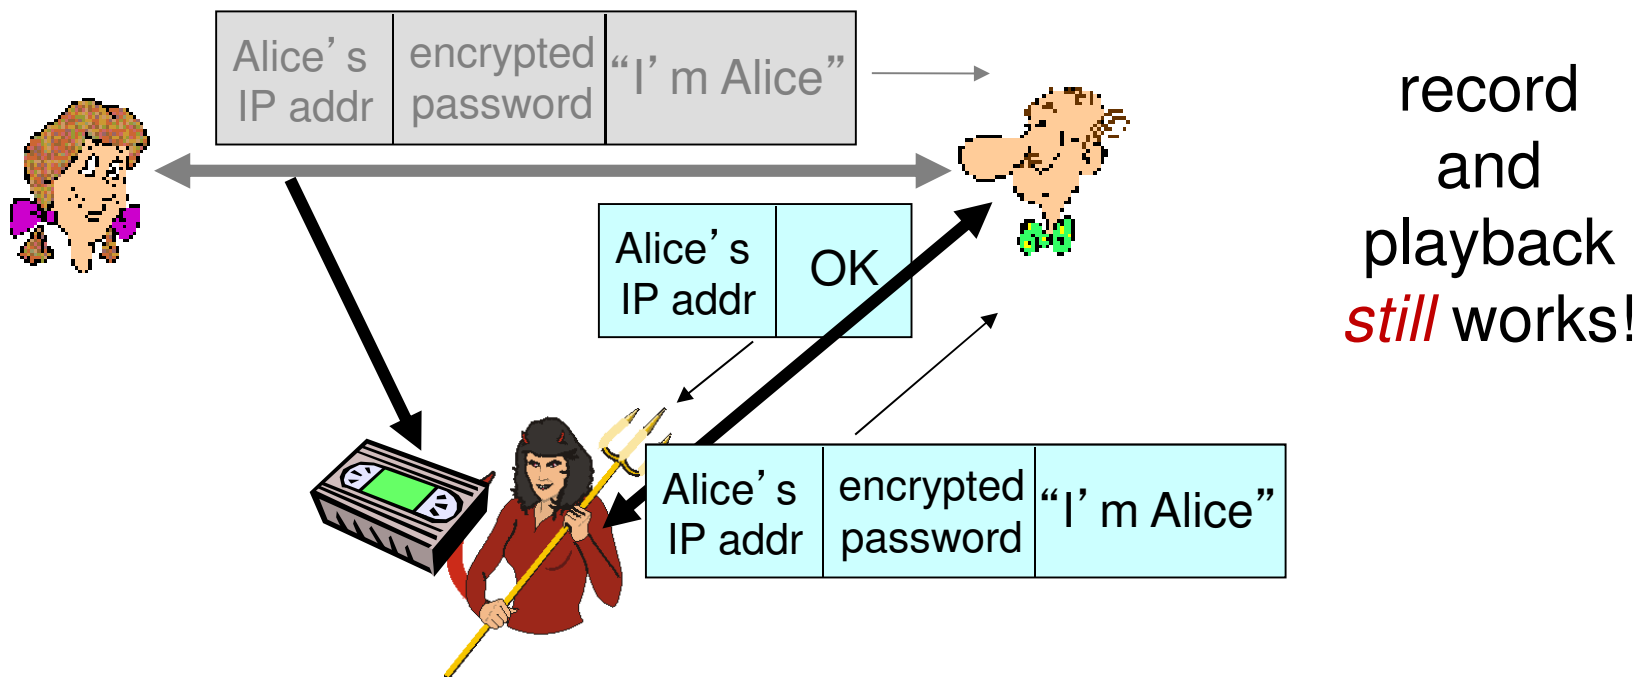 Alice’s
IP addr
encrypted
password
“I’m Alice”
record
and
playback
still works!
Alice’s
IP addr
OK
Alice’s
IP addr
encrypted
password
“I’m Alice”